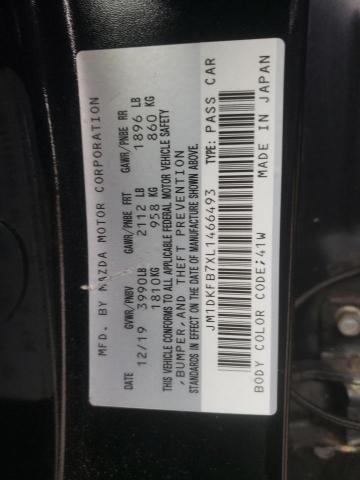 MFD. BY MAZDA MOTOR CORPORATION
DATE GVWR/PNBV GAWR/PNBE FRT GAWR/PNBE RR
12/19 3990LB 2112 LB 1896 LB
1810KG 958 KG 860 KG
THIS VEHICLE CONFORMS TO ALL APPLICABLE FEDERAL MOTOR VEHICLE SAFETY
,BUMPER, AND THEFT PREVENTION
STANDARDS IN EFFECT ON THE DATE OF MANUFACTURE SHOWN ABOVE.
JM1DKFB7XL1466493 TYPE: PASS CAR
BODY COLOR CODE:41W MADE IN JAPAN